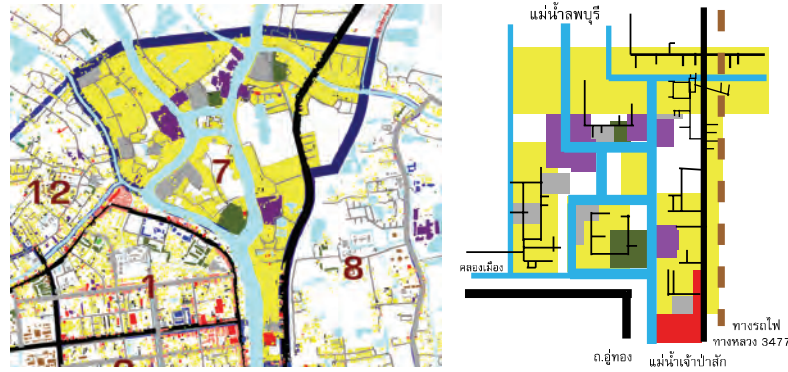 12
7
1
8
แม่น้ำลพบุรี
คลองเมือง
ถ.อู่ทอง
แม่น้ำเจ้าป่าสัก
ทางรถไฟ
ทางหลวง 3477